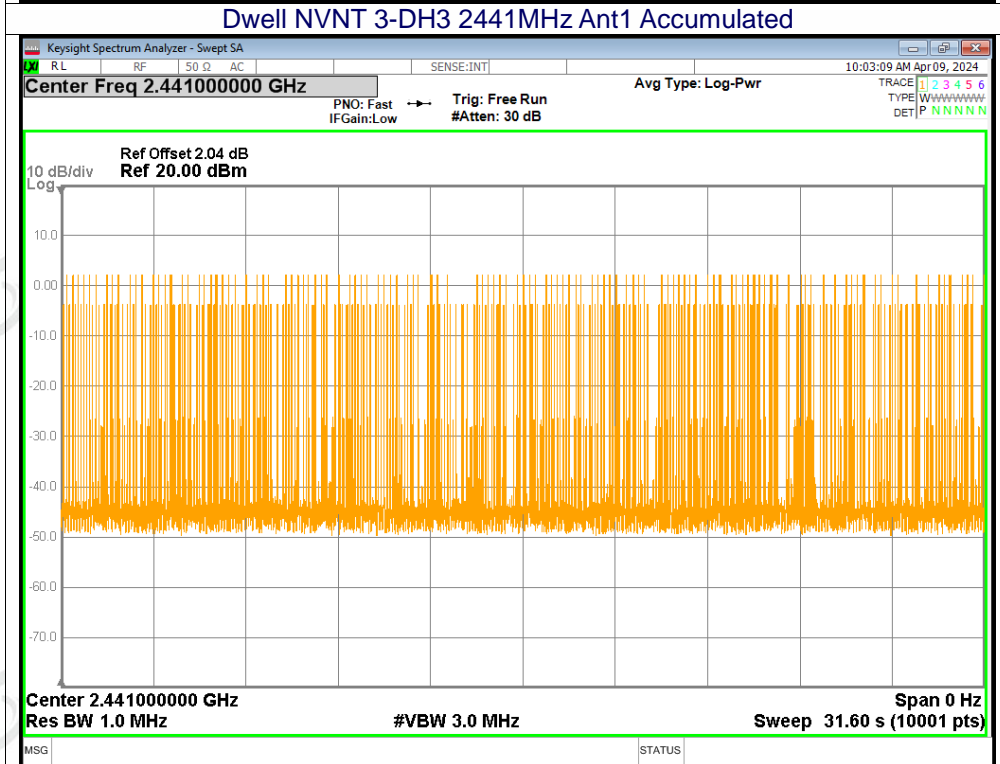 Dwell NVNT 3-DH3 2441MHz Ant1 Accumulated
Keysight Spectrum Analyzer - Swept SA
LXI RL RF 50 Ω AC SENSE:INT 10:03:09 AM Apr 09, 2024
Center Freq 2.441000000 GHz Avg Type: Log-Pwr TRACE 1 2 3 4 5 6
PNO: Fast Trig: Free Run TYPE WWWWWWW
IFGain:Low #Atten: 30 dB DET P N N N N N
Ref Offset 2.04 dB
10 dB/div Ref 20.00 dBm
Log
10.0
0.00
-10.0
-20.0
-30.0
-40.0
-50.0
-60.0
-70.0
Center 2.441000000 GHz Span 0 Hz
Res BW 1.0 MHz #VBW 3.0 MHz Sweep 31.60 s (10001 pts)
MSG STATUS